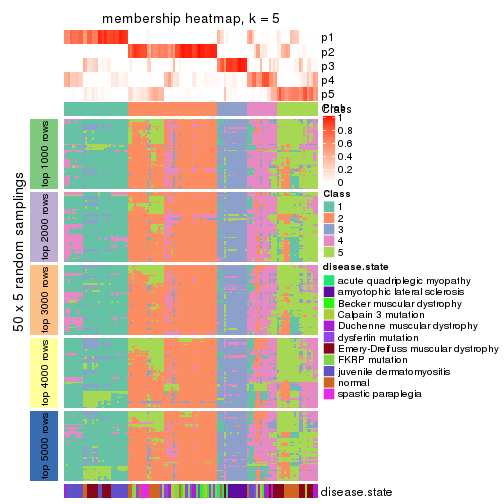 membership heatmap, k = 5
p1
p2
p3
p4
p5
Class
Prob
1
0.8
0.6
0.4
0.2
0
Class
1
2
3
4
5
disease.state
acute quadriplegic myopathy
amyotophic lateral sclerosis
Becker muscular dystrophy
Calpain 3 mutation
Duchenne muscular dystrophy
dysferlin mutation
Emery-Dreifuss muscular dystrophy
FKRP mutation
juvenile dermatomyositis
normal
spastic paraplegia
50 x 5 random samplings
top 1000 rows
top 2000 rows
top 3000 rows
top 4000 rows
top 5000 rows
disease.state